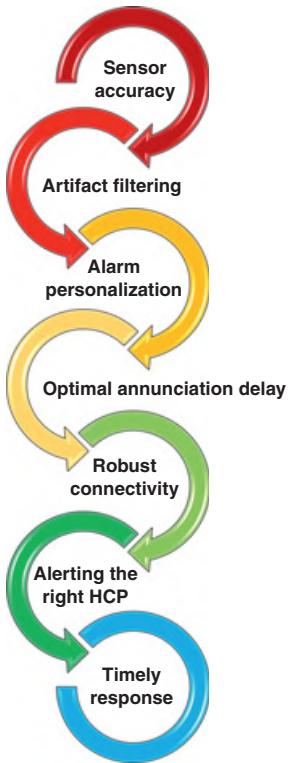 Sensor
accuracy
Artifact filtering
Alarm
personalization
Optimal annunciation delay
Robust
connectivity
Alerting the
right HCP
Timely
response